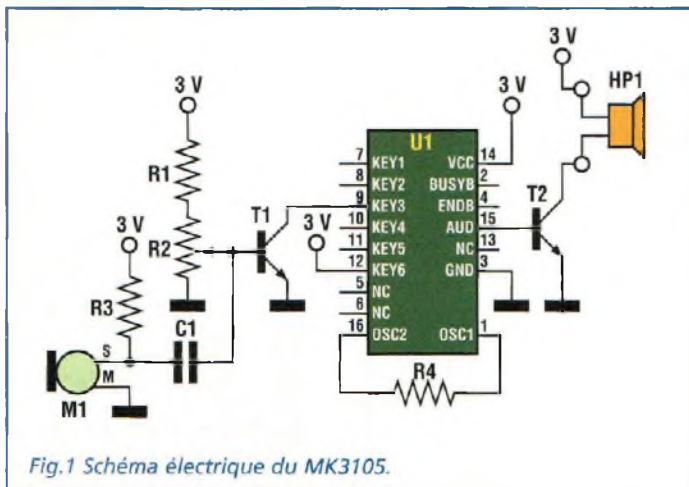 3 V
HP1
3 V
3 V
U1
R1
7 KEY1 VCC 14
8 KEY2 BUSYB 2
T1
9 KEY3 ENDB 4
T2
3 V
R2
3 V
10 KEY4 AUD 15
11 KEY5 NC 13
12 KEY6 GND 3
R3
5 NC
C1
6 NC
S
16 OSC2 OSC1 1
M
R4
M1
Fig.1 Schéma électrique du MK3105.